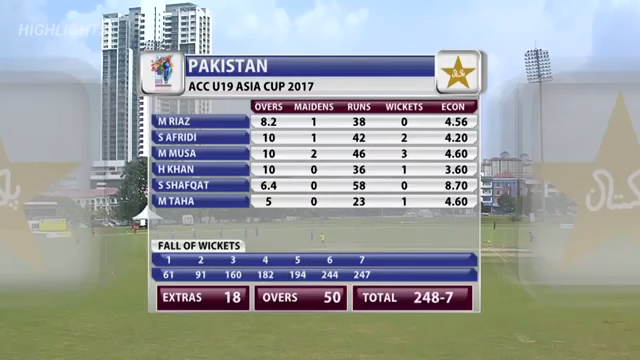 HIGHLIGHTS
PAKISTAN
ACC U19 ASIA CUP 2017
OVERS MAIDENS RUNS WICKETS ECON
M RIAZ 8.2 1 38 0 4.56
S AFRIDI 10 1 42 2 4.20
M MUSA 10 2 46 3 4.60
H KHAN 10 0 36 1 3.60
S SHAFQAT 6.4 0 58 0 8.70
M TAHA 5 0 23 1 4.60
FALL OF WICKETS
1 2 3 4 5 6 7
61 91 160 182 194 244 247
EXTRAS 18 OVERS 50 TOTAL 248-7